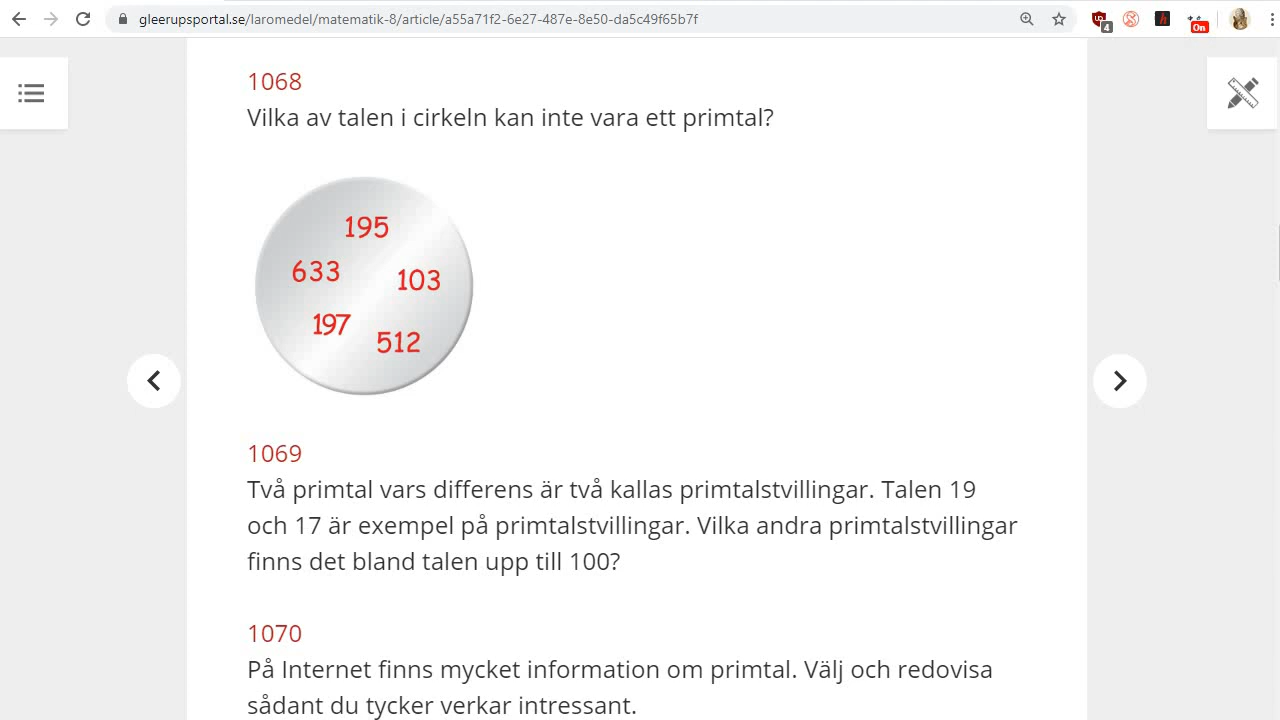 gleerupsportal.se/laromedel/matematik-8/article/a55a71f2-6e27-487e-8e50-da5c49f65b7f
4
On
1068
Vilka av talen i cirkeln kan inte vara ett primtal?
195
633
103
197
512
1069
Två primtal vars differens är två kallas primtalstvillingar. Talen 19
och 17 är exempel på primtalstvillingar. Vilka andra primtalstvillingar
finns det bland talen upp till 100?
1070
På Internet finns mycket information om primtal. Välj och redovisa
sådant du tycker verkar intressant.